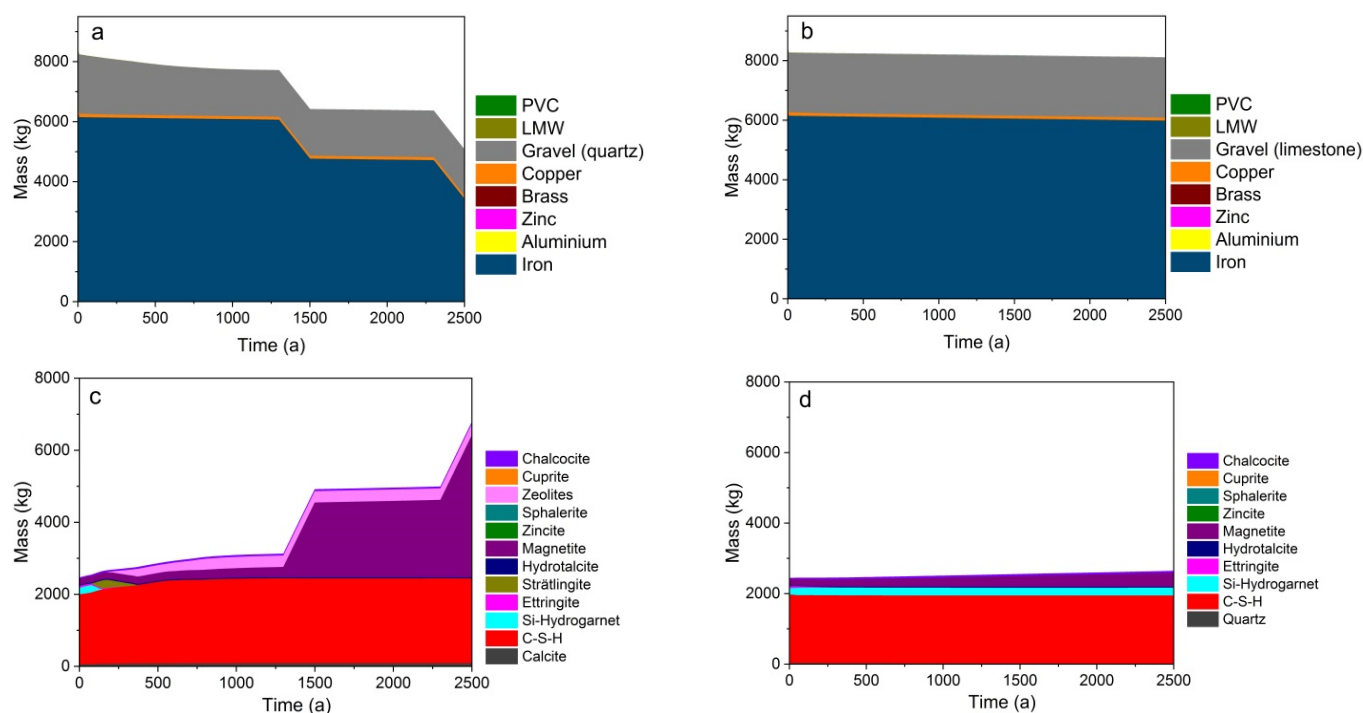 a
8000
6000
4000
2000
0
Mass (kg)
0 500 1000 1500 2000 2500
Time (a)
PVC
LMW
Gravel (quartz)
Copper
Brass
Zinc
Aluminium
Iron
b
8000
6000
4000
2000
0
Mass (kg)
0 500 1000 1500 2000 2500
Time (a)
PVC
LMW
Gravel (limestone)
Copper
Brass
Zinc
Aluminium
Iron
c
8000
6000
4000
2000
0
Mass (kg)
0 500 1000 1500 2000 2500
Time (a)
Chalcocite
Cuprite
Zeolites
Sphalerite
Zincite
Magnetite
Hydrotalcite
Strätlingite
Ettringite
Si-Hydrogarnet
C-S-H
Calcite
d
8000
6000
4000
2000
0
Mass (kg)
0 500 1000 1500 2000 2500
Time (a)
Chalcocite
Cuprite
Sphalerite
Zincite
Magnetite
Hydrotalcite
Ettringite
Si-Hydrogarnet
C-S-H
Quartz